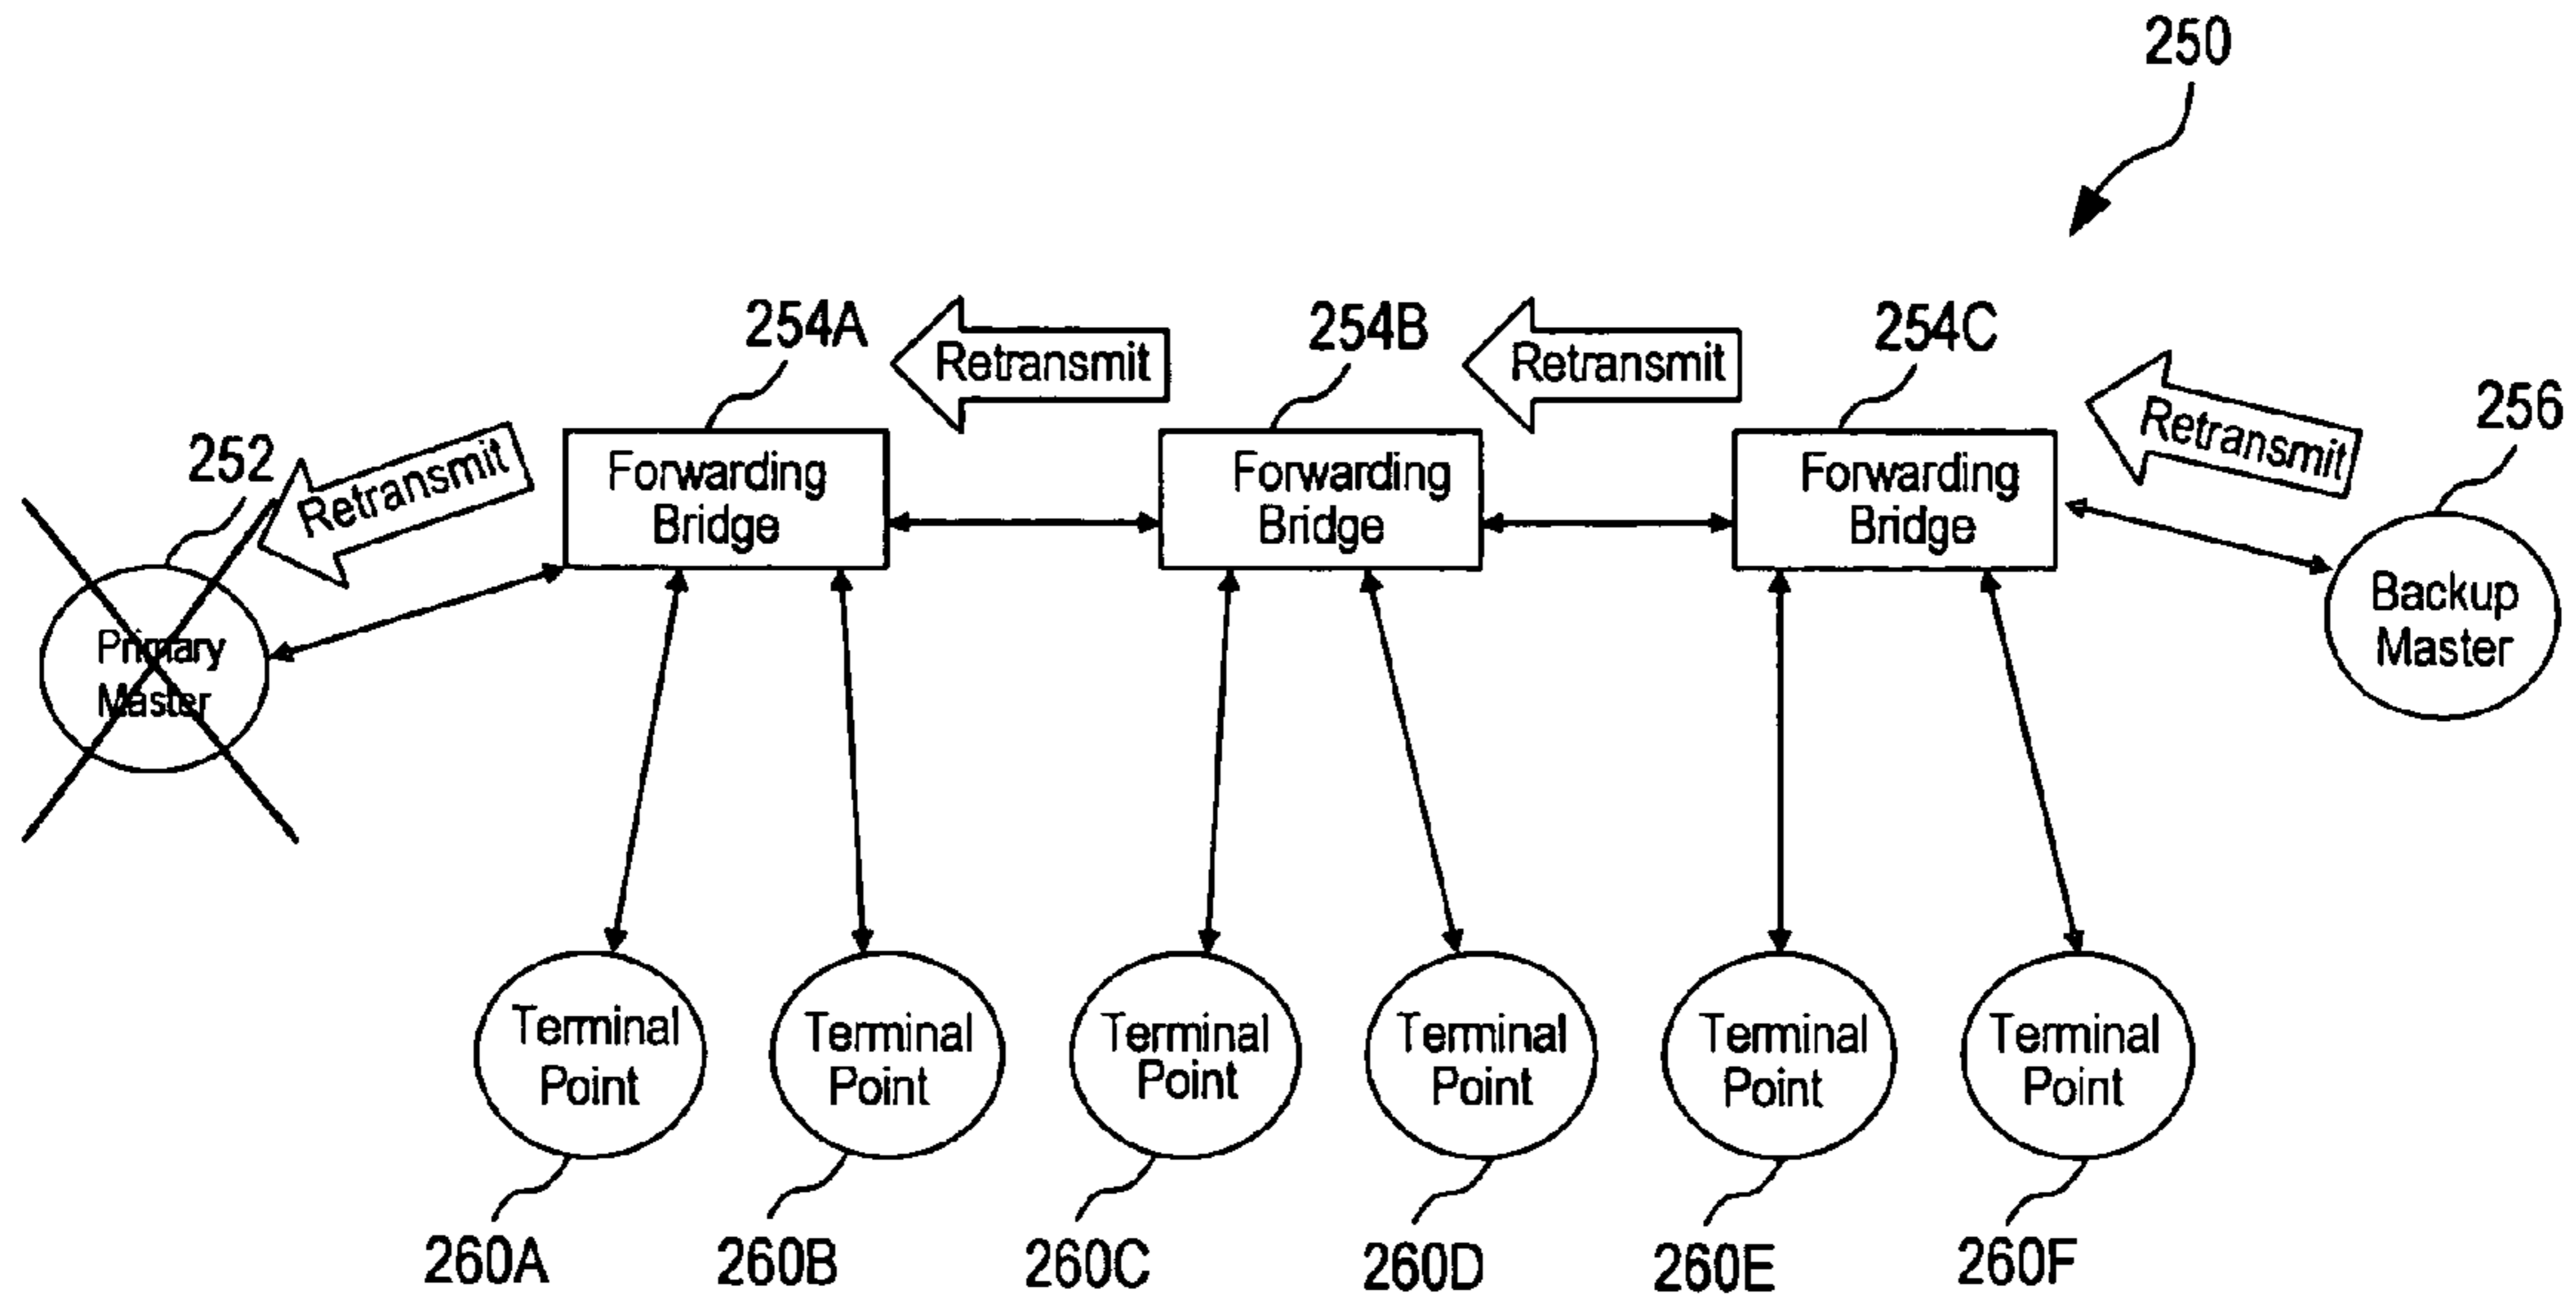 250
254A
Retransmit
254B
Retransmit
254C
Retransmit
256
252
Retransmit
Forwarding
Bridge
Forwarding
Bridge
Forwarding
Bridge
Primary
Master
Backup
Master
Terminal
Point
Terminal
Point
Terminal
Point
Terminal
Point
Terminal
Point
Terminal
Point
260A
260B
260C
260D
260E
260F